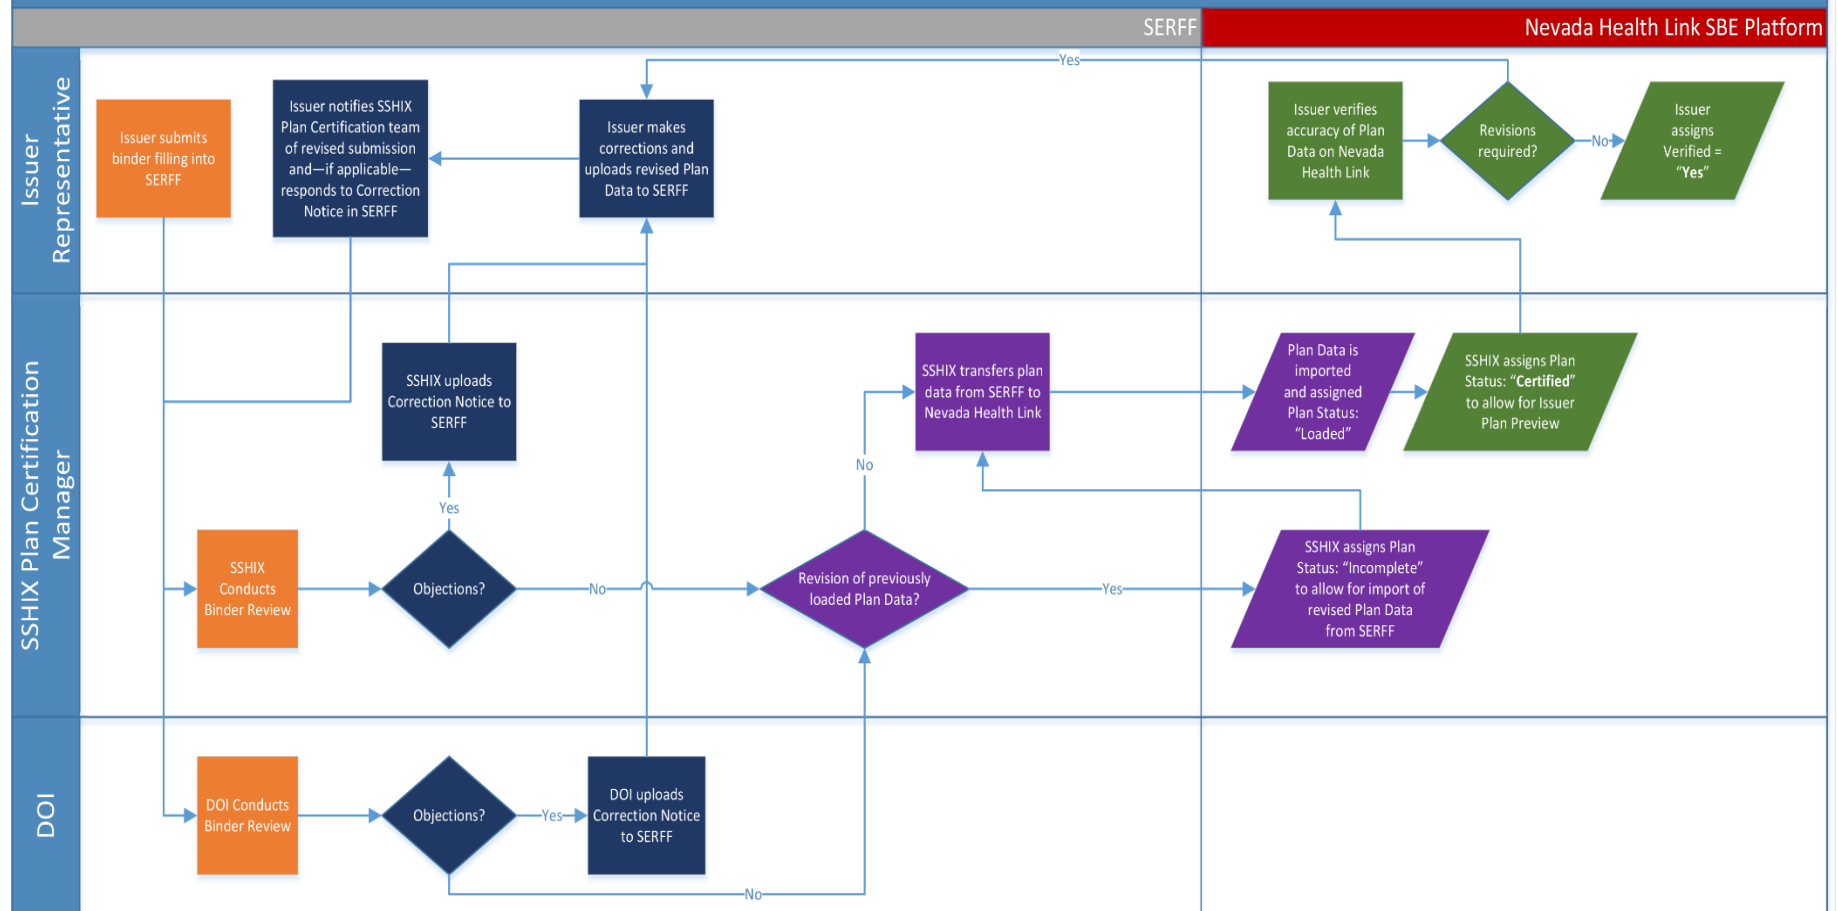 SERFF
Nevada Health Link SBE Platform
Issuer
Representative
Issuer submits
binder filling into
SERFF
Issuer notifies SSHIX
Plan Certification team
of revised submission
and—if applicable—
responds to Correction
Notice in SERFF
Issuer makes
corrections and
uploads revised Plan
Data to SERFF
Yes
Issuer verifies
accuracy of Plan
Data on Nevada
Health Link
Revisions
required?
No
Issuer
assigns
Verified =
“Yes”
SSHIX Plan Certification
Manager
SSHIX uploads
Correction Notice to
SERFF
Yes
SSHIX
Conducts
Binder Review
Objections?
No
Revision of previously
loaded Plan Data?
No
SSHIX transfers plan
data from SERFF to
Nevada Health Link
Plan Data is
imported
and assigned
Plan Status:
“Loaded”
SSHIX assigns Plan
Status: “Certified”
to allow for Issuer
Plan Preview
Yes
SSHIX assigns Plan
Status: “Incomplete”
to allow for import of
revised Plan Data
from SERFF
DOI
DOI Conducts
Binder Review
Objections?
Yes
DOI uploads
Correction Notice
to SERFF
No